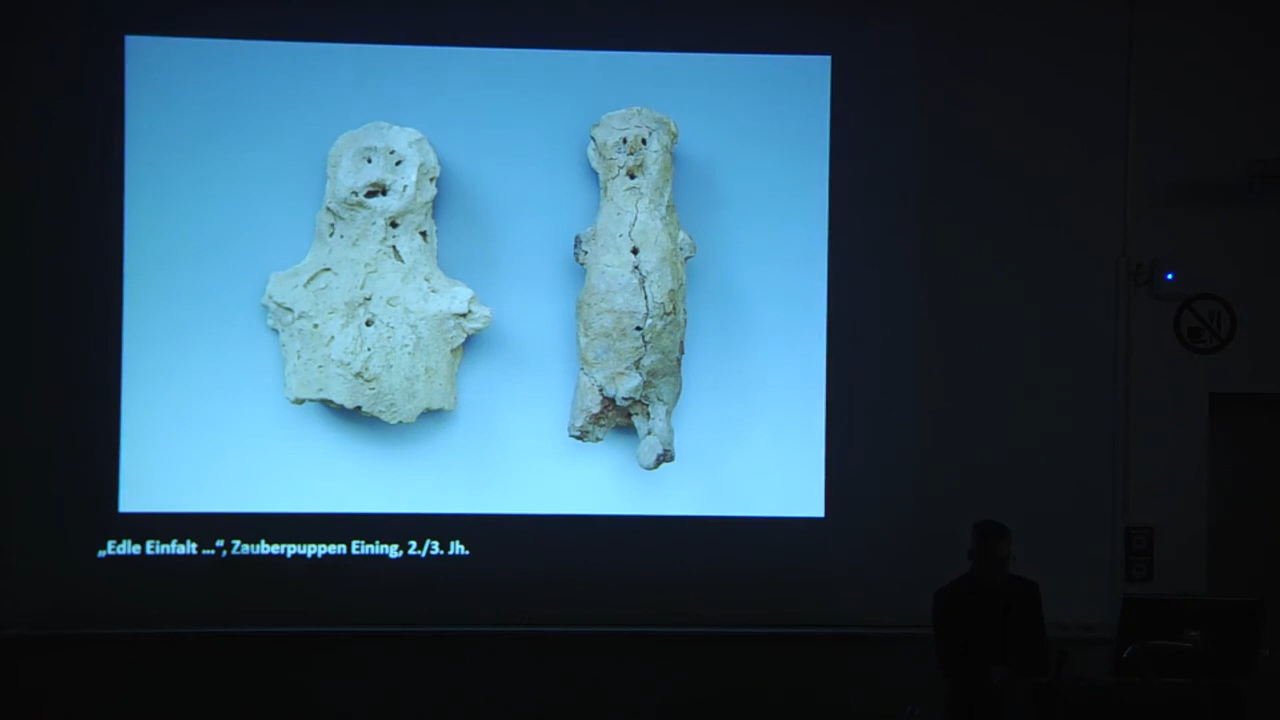 „Edle Einfalt ...“, Zauberpuppen Eining, 2./3. Jh.